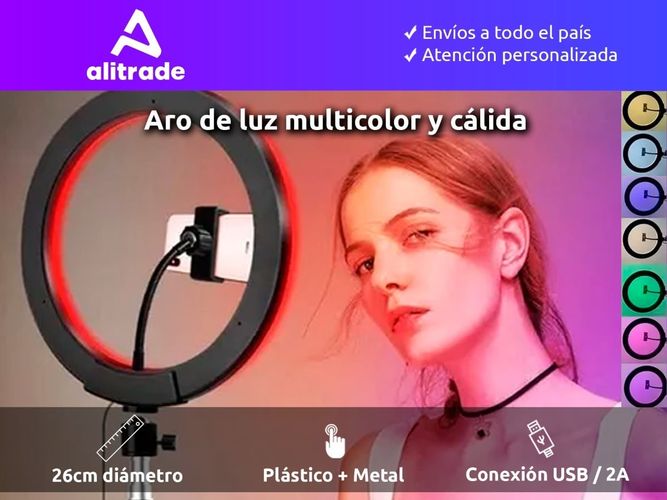 alitrade
Envíos a todo el país
Atención personalizada
Aro de luz multicolor y cálida
26cm diámetro
Plástico + Metal
Conexión USB / 2A